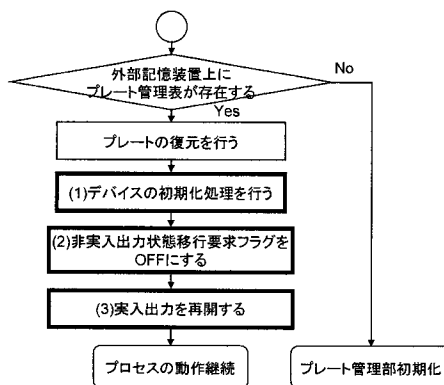 外部記憶装置上に
プレート管理表が存在する
No
Yes
プレートの復元を行う
(1)デバイスの初期化処理を行う
(2)非実入出力状態移行要求フラグを
OFFにする
(3)実入出力を再開する
プロセスの動作継続
プレート管理部初期化